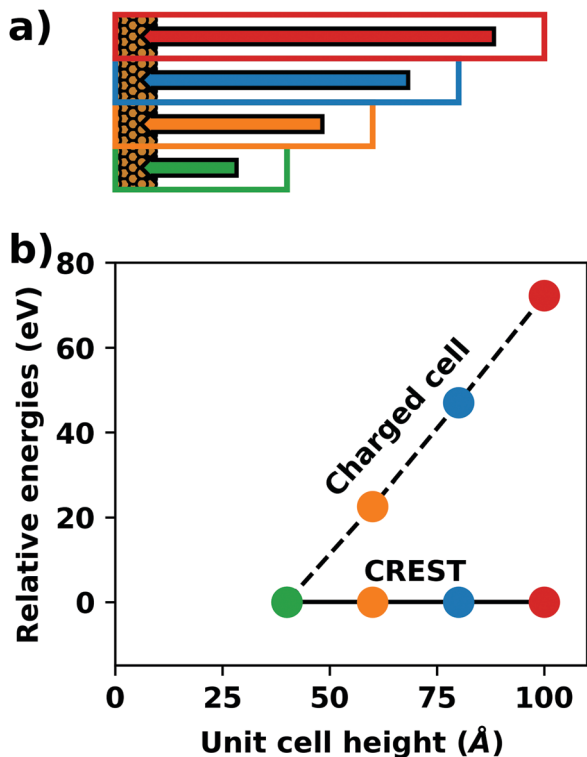 a)
b)
80
60
40
20
0
Relative energies (eV)
Charged cell
CREST
0
25
50
75
100
Unit cell height (Å)